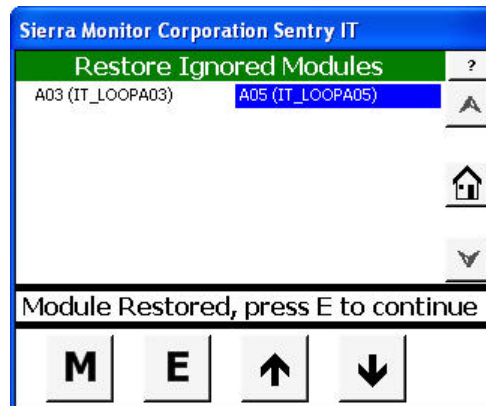 Sierra Monitor Corporation Sentry IT
Restore Ignored Modules ?
A03 (IT_LOOPA03) A05 (IT_LOOPA05)
Module Restored, press E to continue
M E